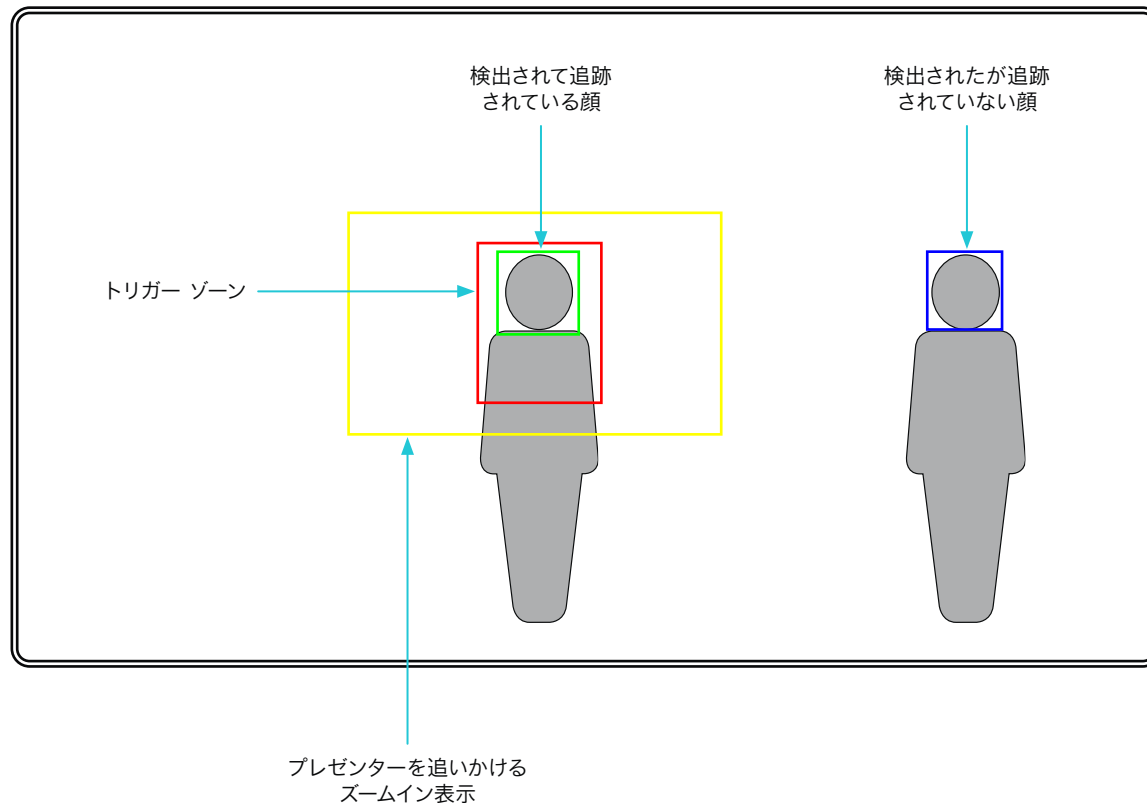 検出されて追跡
されている顔
検出されたが追跡
されていない顔
トリガー ゾーン
プレゼンターを追いかける
ズームイン表示